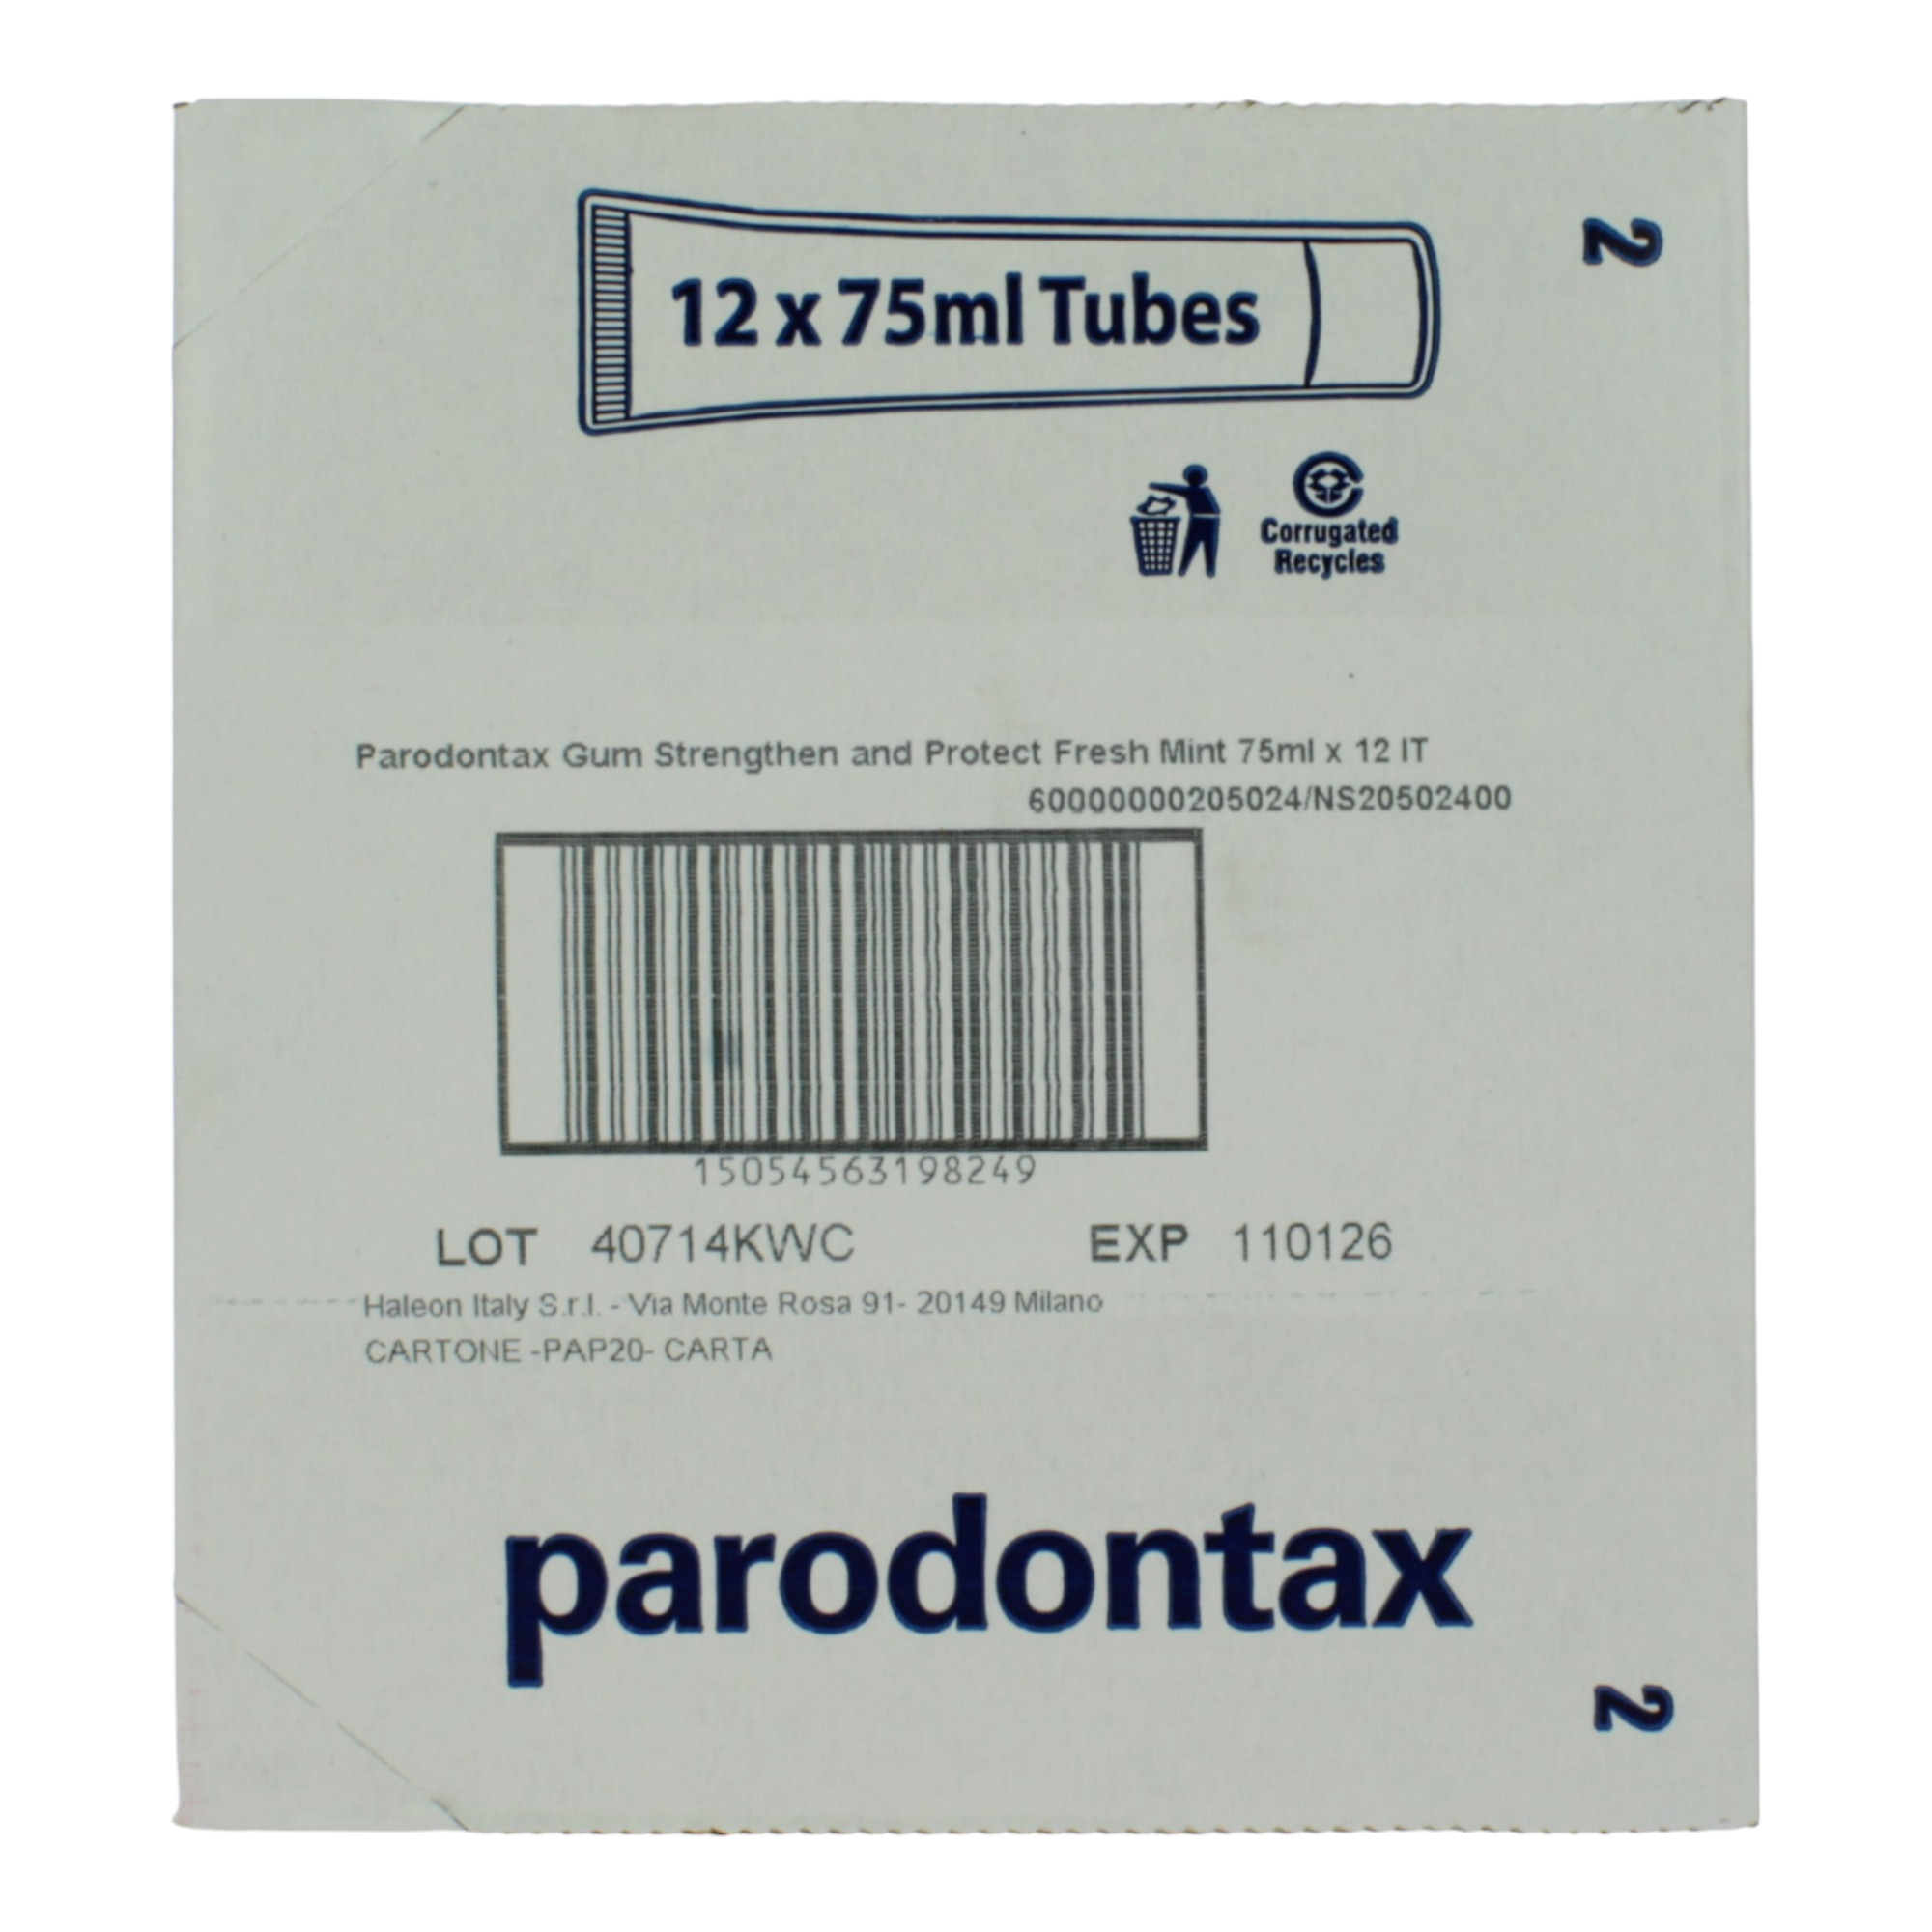 12 x 75ml Tubes
2
Corrugated
Recycles
Parodontax Gum Strengthen and Protect Fresh Mint 75ml x 12 IT
60000000205024/NS20502400
15054563198249
LOT 40714KWC EXP 110126
Haleon Italy S.r.l. - Via Monte Rosa 91- 20149 Milano
CARTONE -PAP20- CARTA
parodontax
2